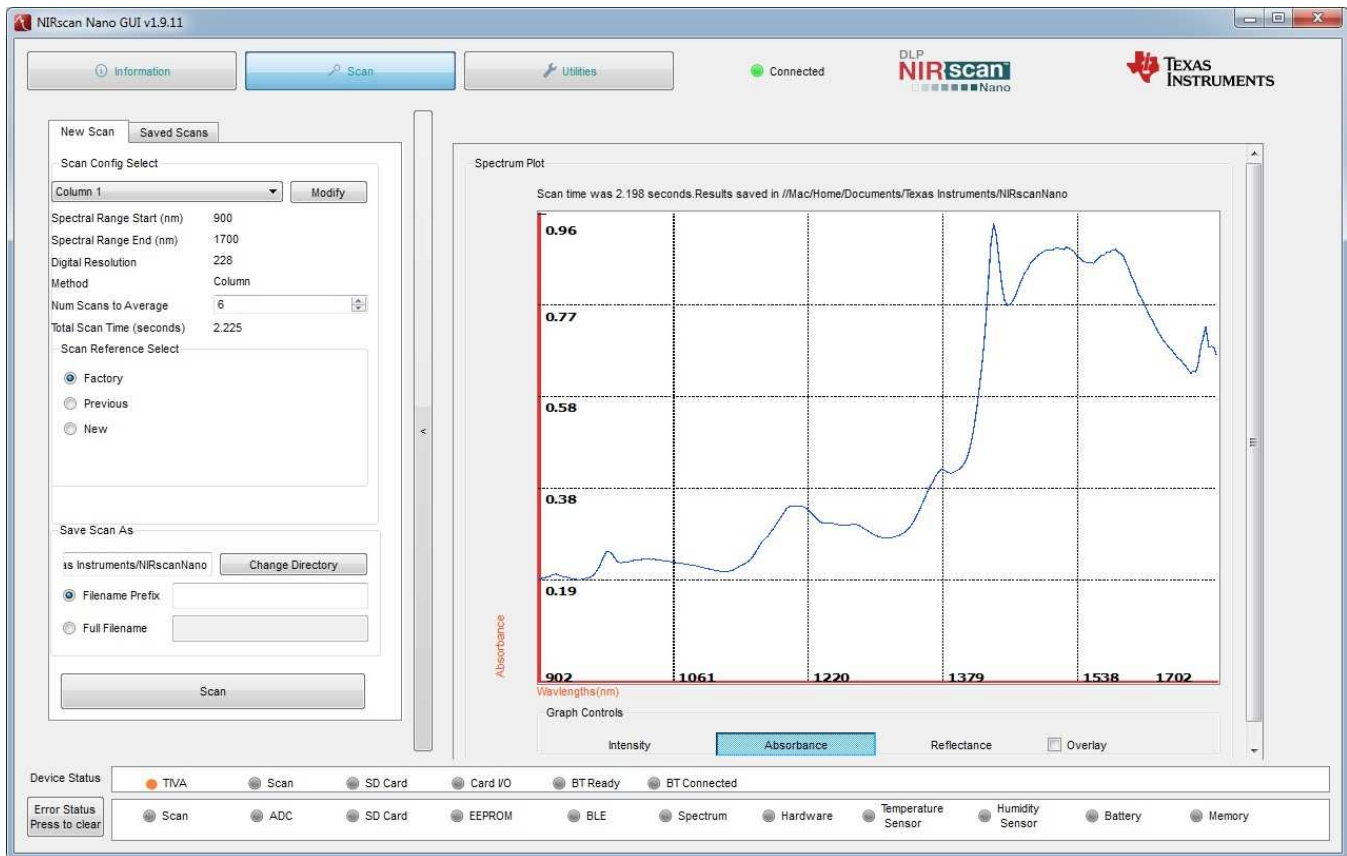 NIRscan Nano GUI v1.9.11
Information
Scan
Utilities
Connected
DLP
NIRscan
Nano
TEXAS
INSTRUMENTS
New Scan
Saved Scans
Scan Config Select
Column 1
Modify
Spectral Range Start (nm) 900
Spectral Range End (nm) 1700
Digital Resolution 228
Method Column
Num Scans to Average 6
Total Scan Time (seconds) 2.225
Scan Reference Select
Factory
Previous
New
<
Save Scan As
as Instruments/NIRscanNano
Change Directory
Filename Prefix
Full Filename
Scan
Spectrum Plot
Scan time was 2.198 seconds.Results saved in //Mac/Home/Documents/Texas Instruments/NIRscanNano
0.96
0.77
0.58
0.38
0.19
902 1061 1220 1379 1538 1702
Absorbance
Wavlengths(nm)
Graph Controls
Intensity Absorbance Reflectance Overlay
Device Status TIVA Scan SD Card Card I/O BT Ready BT Connected
Error Status
Press to clear
Scan ADC SD Card EEPROM BLE Spectrum Hardware
Temperature
Sensor
Humidity
Sensor
Battery Memory